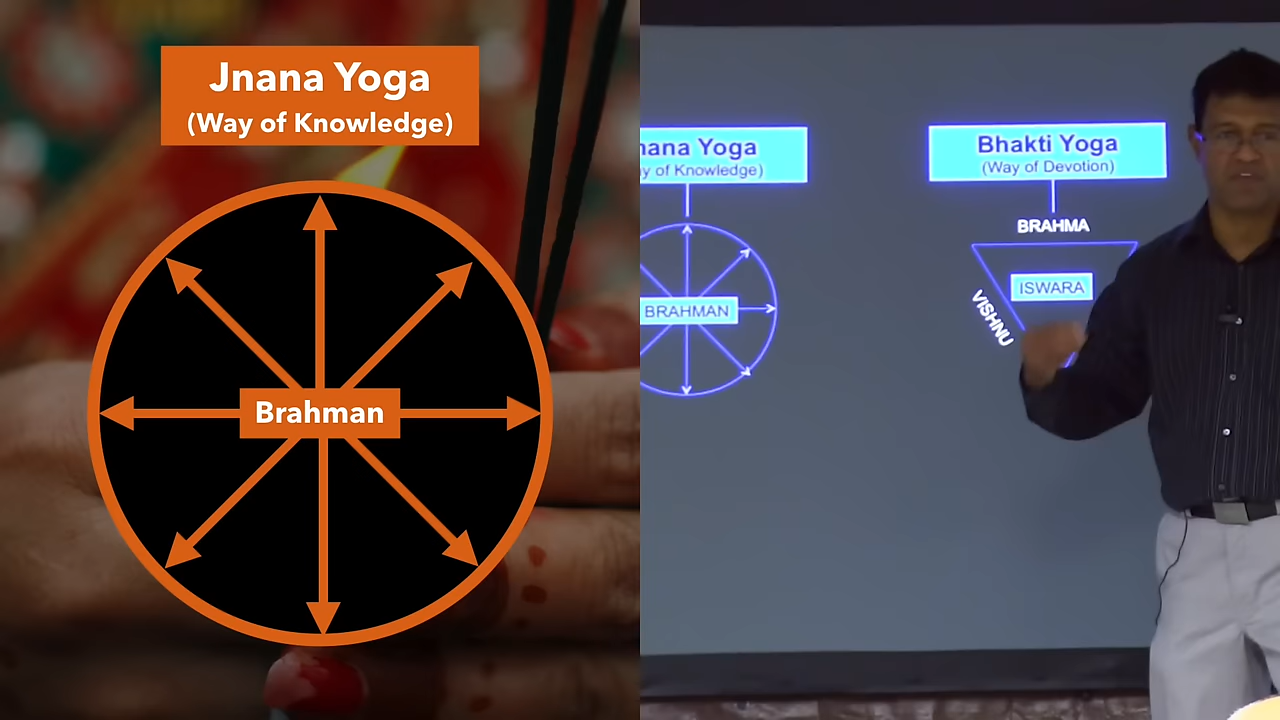 Jnana Yoga
(Way of Knowledge)
Brahman
nana Yoga
y of Knowledge)
BRAHMAN
Bhakti Yoga
(Way of Devotion)
BRAHMA
ISWARA
VISHNU